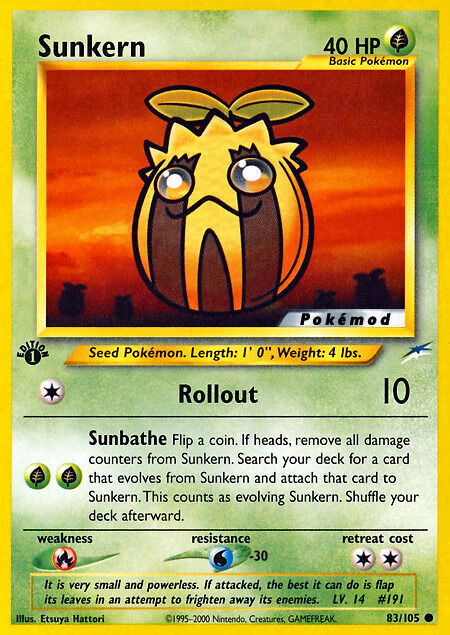 Sunkern
40 HP
Basic Pokémon
Pokémod
EDITION
1
Seed Pokémon. Length: 1' 0", Weight: 4 lbs.
Rollout 10
Sunbathe Flip a coin. If heads, remove all damage
counters from Sunkern. Search your deck for a card
that evolves from Sunkern and attach that card to
Sunkern. This counts as evolving Sunkern. Shuffle your
deck afterward.
weakness resistance retreat cost
-30
It is very small and powerless. If attacked, the best it can do is flap
its leaves in an attempt to frighten away its enemies. LV. 14 #191
Illus. Etsuya Hattori ©1995-2000 Nintendo, Creatures, GAMEFREAK. 83/105